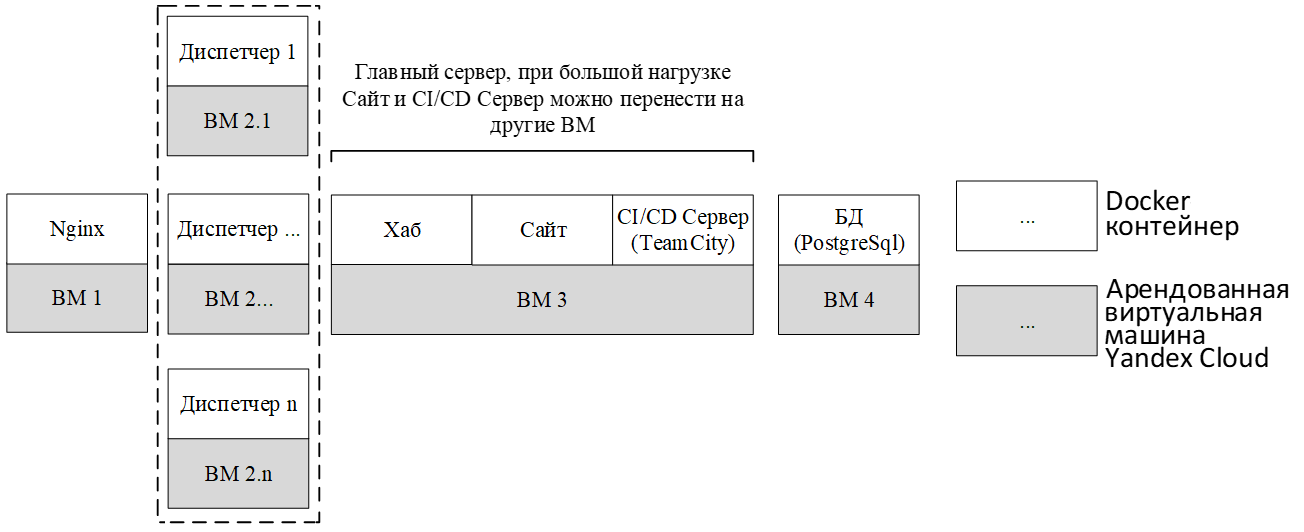 Диспетчер 1
ВМ 2.1
Главный сервер, при большой нагрузке
Сайт и CI/CD Сервер можно перенести на
другие ВМ
Nginx
ВМ 1
Диспетчер ...
ВМ 2...
Хаб
Сайт
CI/CD Сервер
(TeamCity)
ВМ 3
БД
(PostgreSql)
ВМ 4
Диспетчер n
ВМ 2.n
...
Docker
контейнер
...
Арендованная
виртуальная
машина
Yandex Cloud